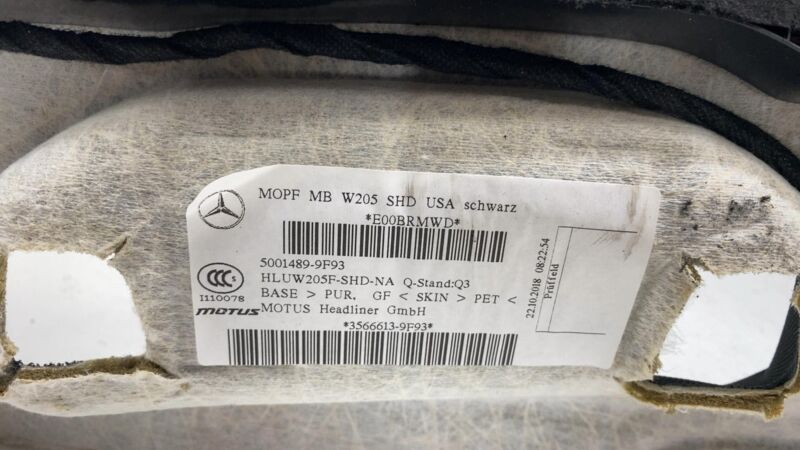 MOPF MB W205 SHD USA schwarz
*E00BRMWD*
5001489-9F93
HLUW205F-SHD-NA Q-Stand:Q3
BASE > PUR, GF < SKIN > PET <
MOTUS Headliner GmbH
*3566613-9F93*
CCC S
1110078
MOTUS
22.10.2018 08:22:54
Prüffeld